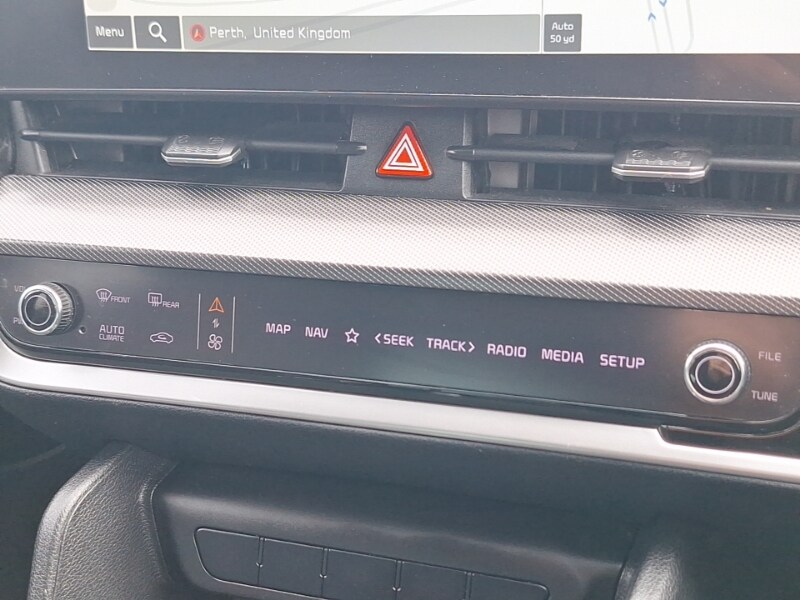 Menu
Perth, United Kingdom
Auto
50 yd
FRONT
REAR
AUTO
CLIMATE
MAP NAV <SEEK TRACK> RADIO MEDIA SETUP
FILE
TUNE